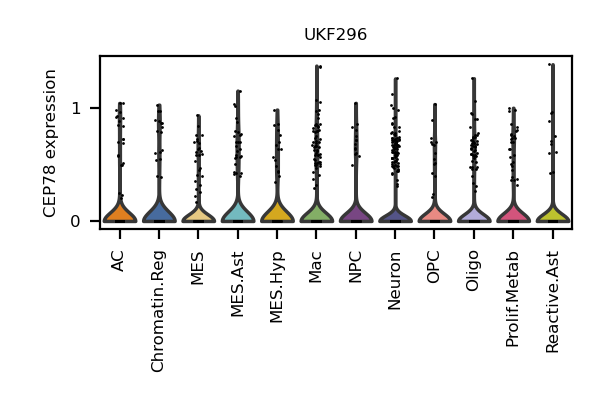 UKF296
CEP78 expression
1
0
AC
Chromatin.Reg
MES
MES.Ast
MES.Hyp
Mac
NPC
Neuron
OPC
Oligo
Prolif.Metab
Reactive.Ast